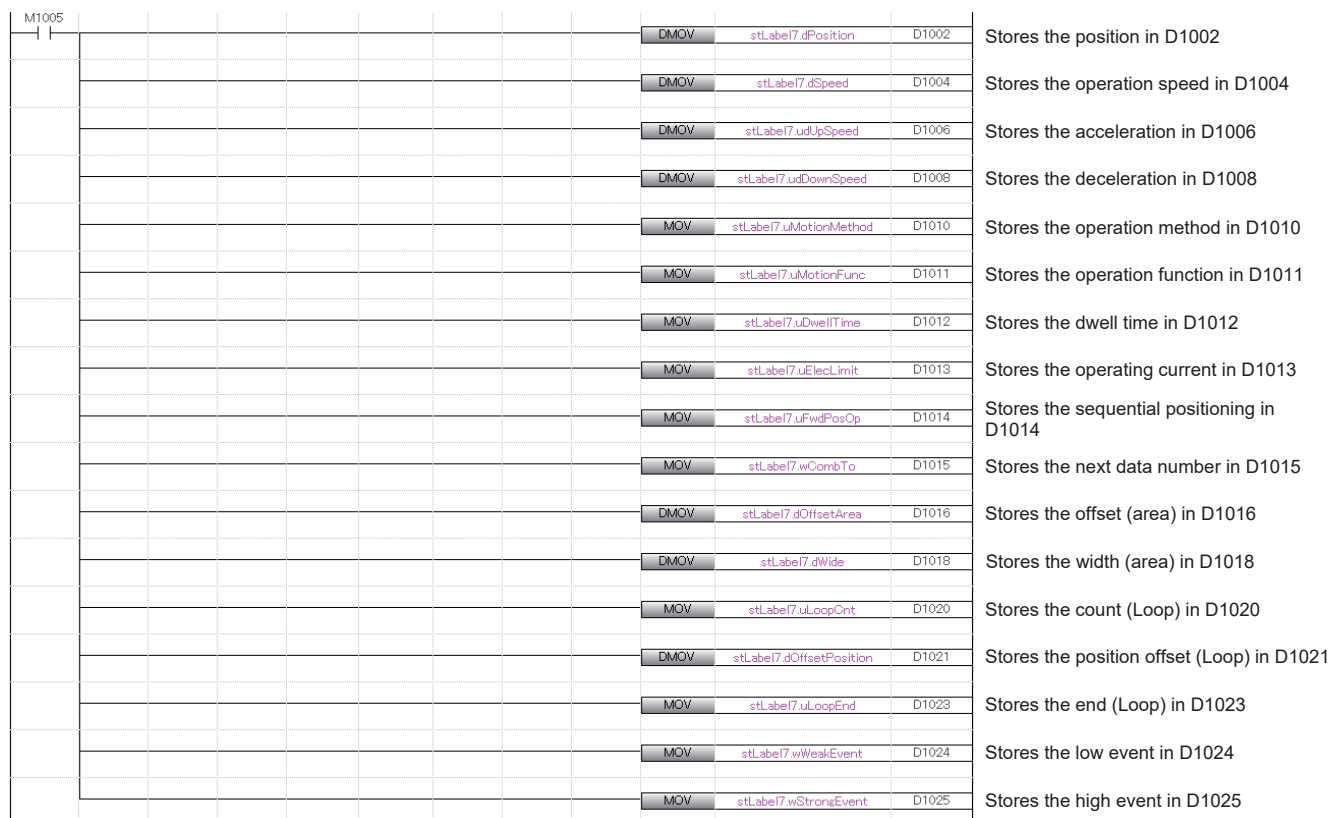 M1005
DMOV stLabel7.dPosition D1002 Stores the position in D1002
DMOV stLabel7.dSpeed D1004 Stores the operation speed in D1004
DMOV stLabel7.udUpSpeed D1006 Stores the acceleration in D1006
DMOV stLabel7.udDownSpeed D1008 Stores the deceleration in D1008
MOV stLabel7.uMotionMethod D1010 Stores the operation method in D1010
MOV stLabel7.uMotionFunc D1011 Stores the operation function in D1011
MOV stLabel7.uDwellTime D1012 Stores the dwell time in D1012
MOV stLabel7.uElecLimit D1013 Stores the operating current in D1013
MOV stLabel7.uFwdPosOp D1014 Stores the sequential positioning in
D1014
MOV stLabel7.wCombTo D1015 Stores the next data number in D1015
DMOV stLabel7.dOffsetArea D1016 Stores the offset (area) in D1016
DMOV stLabel7.dWide D1018 Stores the width (area) in D1018
MOV stLabel7.uLoopCnt D1020 Stores the count (Loop) in D1020
DMOV stLabel7.dOffsetPosition D1021 Stores the position offset (Loop) in D1021
MOV stLabel7.uLoopEnd D1023 Stores the end (Loop) in D1023
MOV stLabel7.wWeakEvent D1024 Stores the low event in D1024
MOV stLabel7.wStrongEvent D1025 Stores the high event in D1025